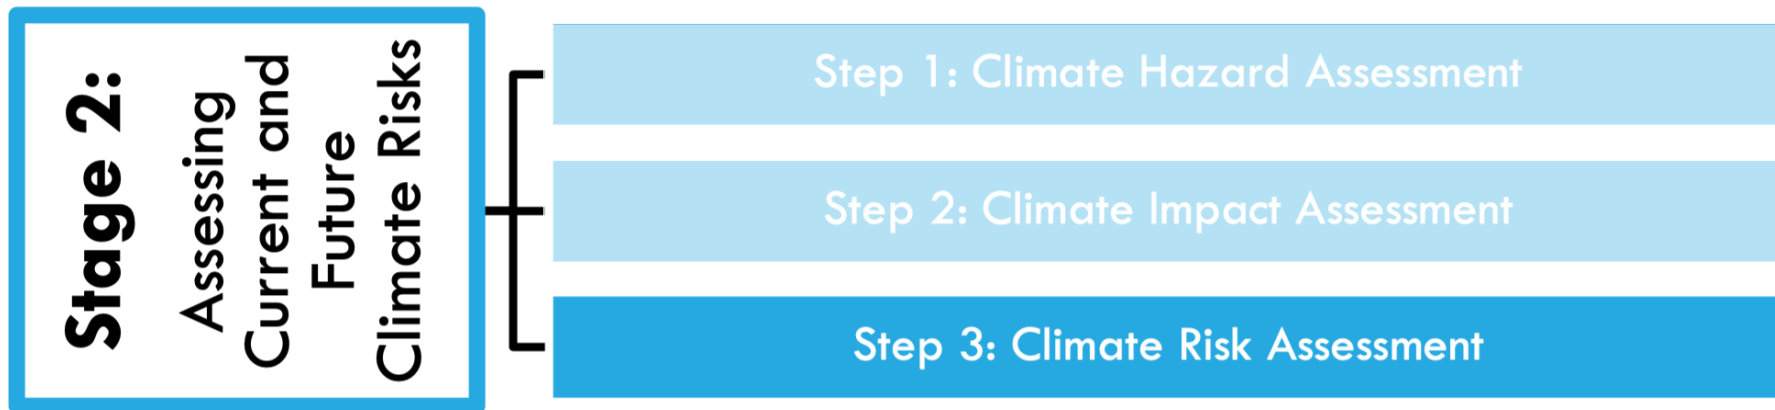 Stage 2:
Assessing
Current and
Future
Climate Risks
Step 1: Climate Hazard Assessment
Step 2: Climate Impact Assessment
Step 3: Climate Risk Assessment